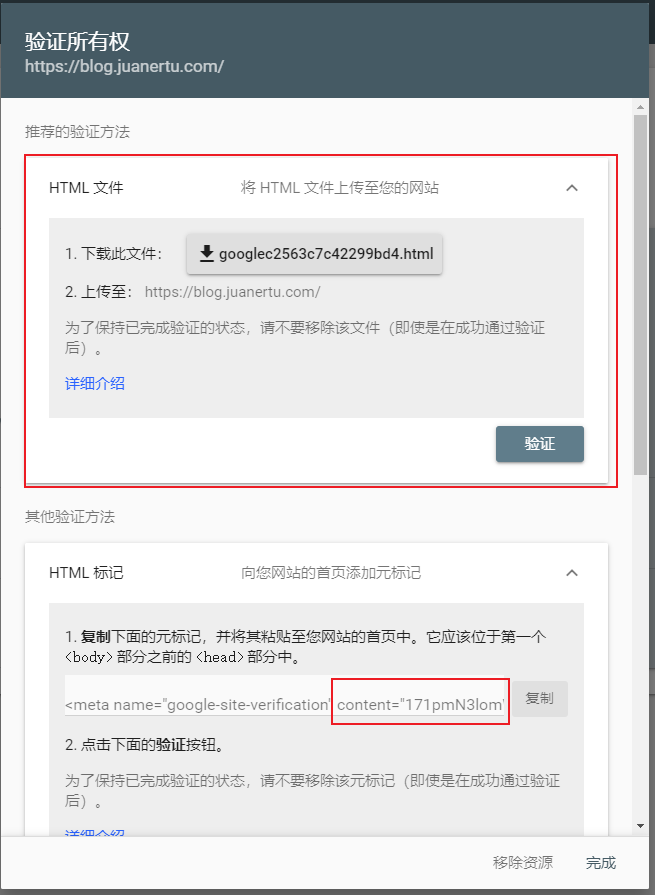 验证所有权
https://blog.juanertu.com/
推荐的验证方法
HTML 文件 将 HTML 文件上传至您的网站
1. 下载此文件： googlec2563c7c42299bd4.html
2. 上传至： https://blog.juanertu.com/
为了保持已完成验证的状态，请不要移除该文件（即使是在成功通过验证
后）。
详细介绍
验证
其他验证方法
HTML 标记 向您网站的首页添加元标记
1. 复制下面的元标记，并将其粘贴至您网站的首页中。它应该位于第一个
<body> 部分之前的 <head> 部分中。
<meta name="google-site-verification" content="171pmN3lom" 复制
2. 点击下面的验证按钮。
为了保持已完成验证的状态，请不要移除该元标记（即使是在成功通过验证
后）。
详细介绍
移除资源 完成